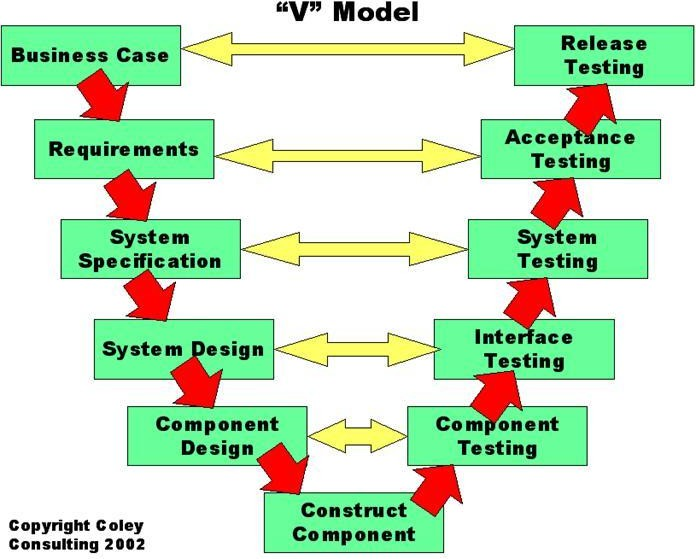 “V” Model
Business Case
Release
Testing
Requirements
Acceptance
Testing
System
Specification
System
Testing
System Design
Interface
Testing
Component
Design
Component
Testing
Construct
Component
Copyright Coley
Consulting 2002